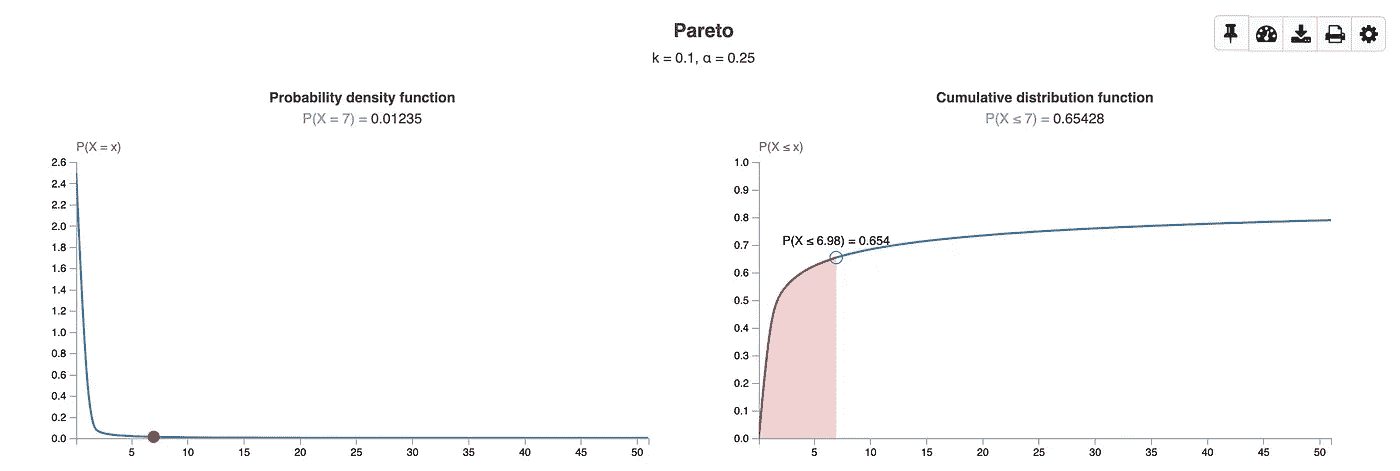 Pareto
k = 0.1, α = 0.25
Probability density function
P(X = 7) = 0.01235
P(X = x)
2.6
2.4
2.2
2.0
1.8
1.6
1.4
1.2
1.0
0.8
0.6
0.4
0.2
0.0
5 10 15 20 25 30 35 40 45 50
Cumulative distribution function
P(X ≤ 7) = 0.65428
P(X ≤ x)
1.0
0.9
0.8
0.7
P(X ≤ 6.98) = 0.654
0.6
0.5
0.4
0.3
0.2
0.1
0.0
5 10 15 20 25 30 35 40 45 50